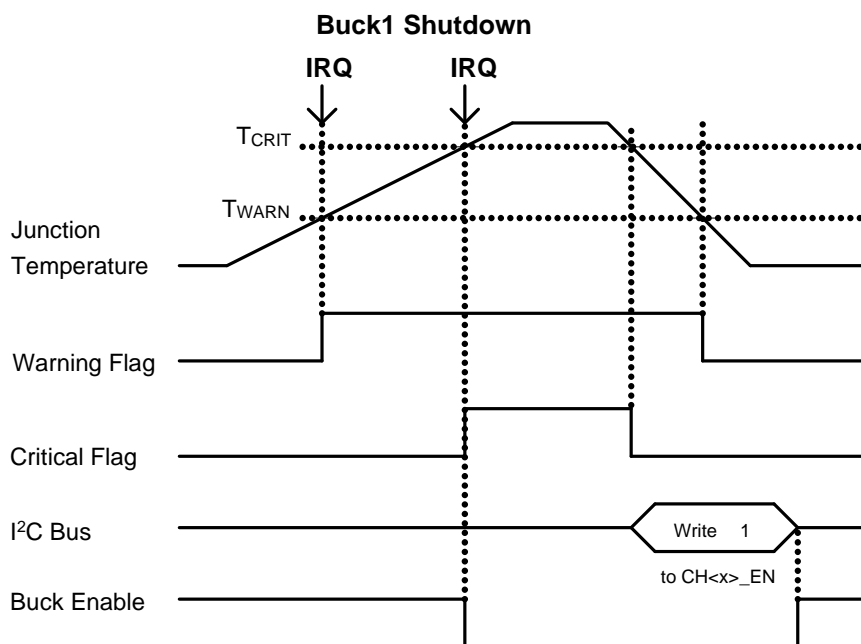 Buck1 Shutdown
IRQ IRQ
TCRIT
TWARN
Junction
Temperature
Warning Flag
Critical Flag
I²C Bus
Write 1
to CH<x>_EN
Buck Enable